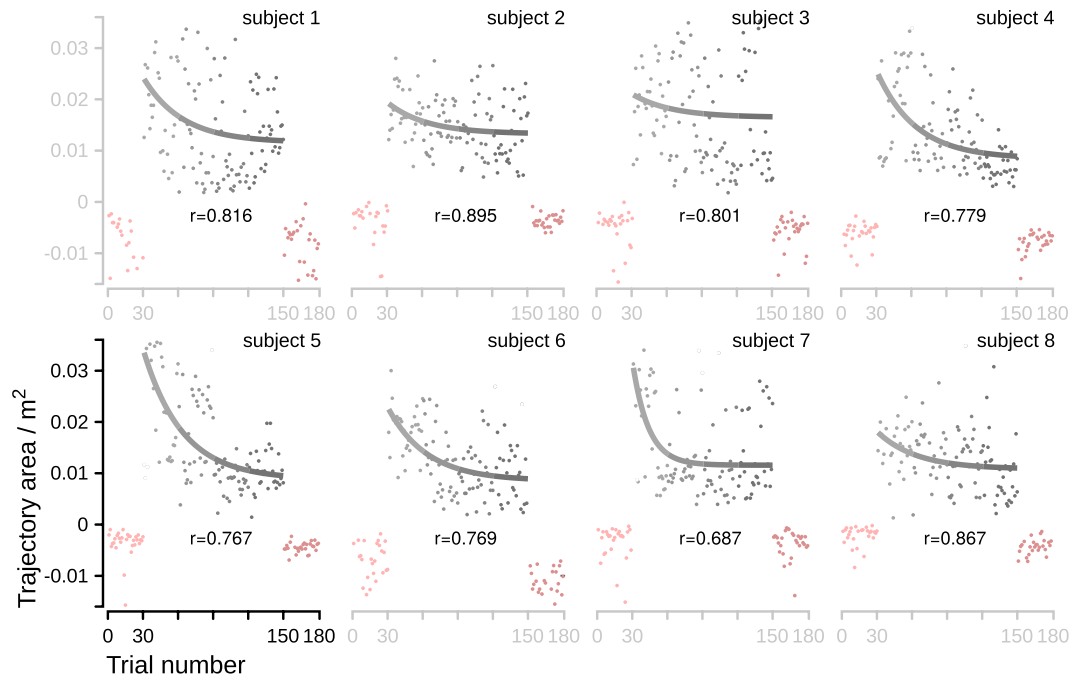 subject 1 subject 2 subject 3 subject 4
0.03
0.02
0.01
0
-0.01
r=0.816 r=0.895 r=0.801 r=0.779
0 30 150 180 0 30 150 180 0 30 150 180 0 30 150 180
subject 5 subject 6 subject 7 subject 8
Trajectory area / m²
0.03
0.02
0.01
0
-0.01
r=0.767 r=0.769 r=0.687 r=0.867
0 30 150 180 0 30 150 180 0 30 150 180 0 30 150 180
Trial number